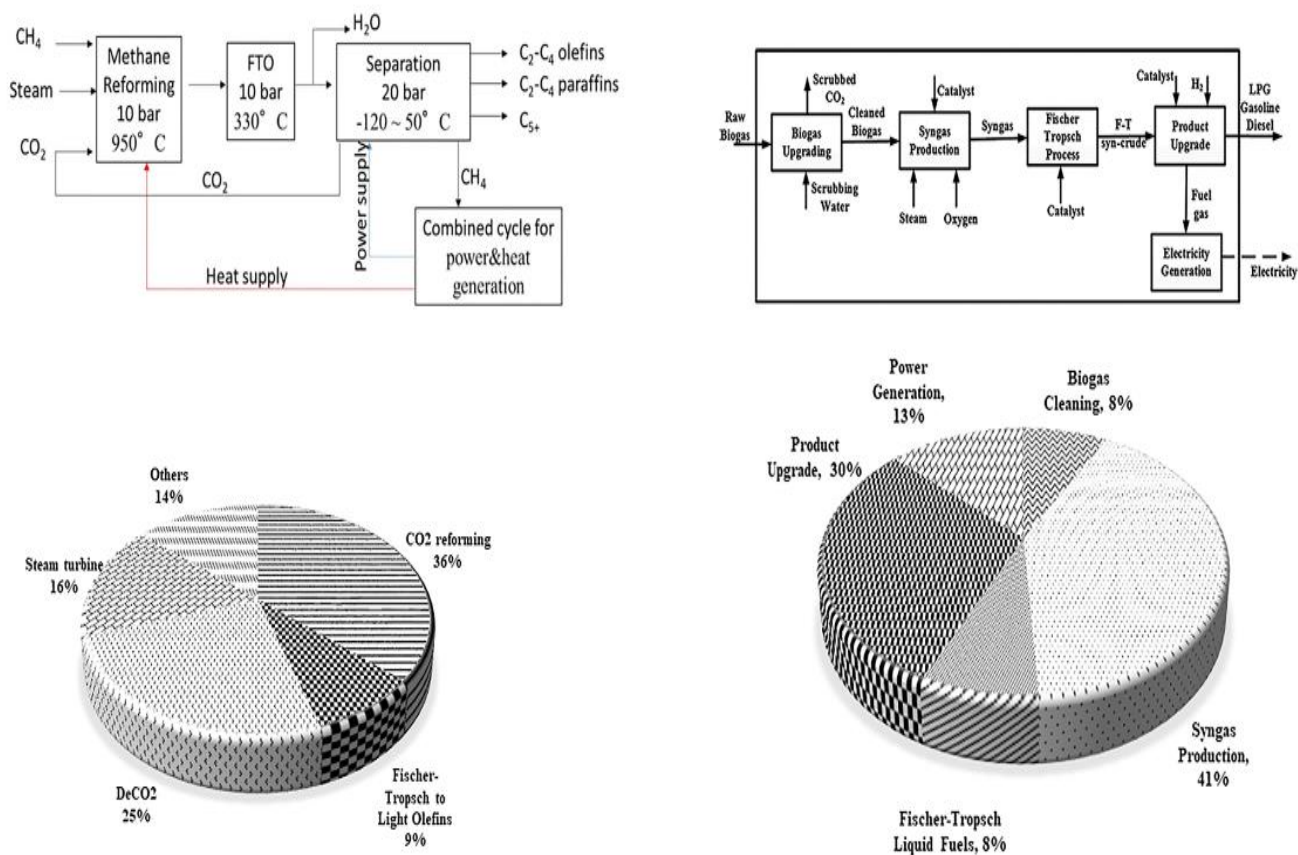 CH₄
Steam
CO₂
Methane
Reforming
10 bar
950° C
FTO
10 bar
330° C
H₂O
Separation
20 bar
-120 ~ 50° C
C₂-C₄ olefins
C₂-C₄ paraffins
C₅₊
CO₂
Power supply
CH₄
Combined cycle for
power&heat
generation
Heat supply
Raw
Biogas
Biogas
Upgrading
Scrubbed
CO₂
Scrubbing
Water
Cleaned
Biogas
Catalyst
Syngas
Production
Steam
Oxygen
Syngas
Fischer
Tropsch
Process
Catalyst
F-T
syn-crude
Catalyst
H₂
Product
Upgrade
LPG
Gasoline
Diesel
Fuel
gas
Electricity
Generation
Electricity
Others
14%
CO2 reforming
36%
Steam turbine
16%
DeCO2
25%
Fischer-
Tropsch to
Light Olefins
9%
Power
Generation,
13%
Biogas
Cleaning, 8%
Product
Upgrade, 30%
Syngas
Production,
41%
Fischer-Tropsch
Liquid Fuels, 8%